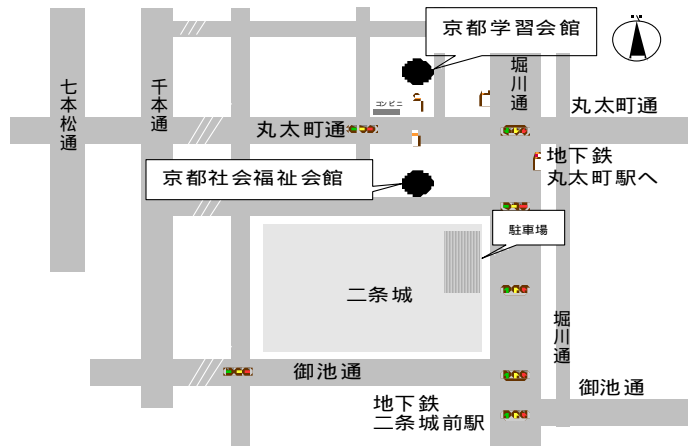 京都学習会館
七本松通
千本通
堀川通
コンビニ
丸太町通
丸太町通
地下鉄
丸太町駅へ
京都社会福祉会館
駐車場
二条城
堀川通
御池通
御池通
地下鉄
二条城前駅